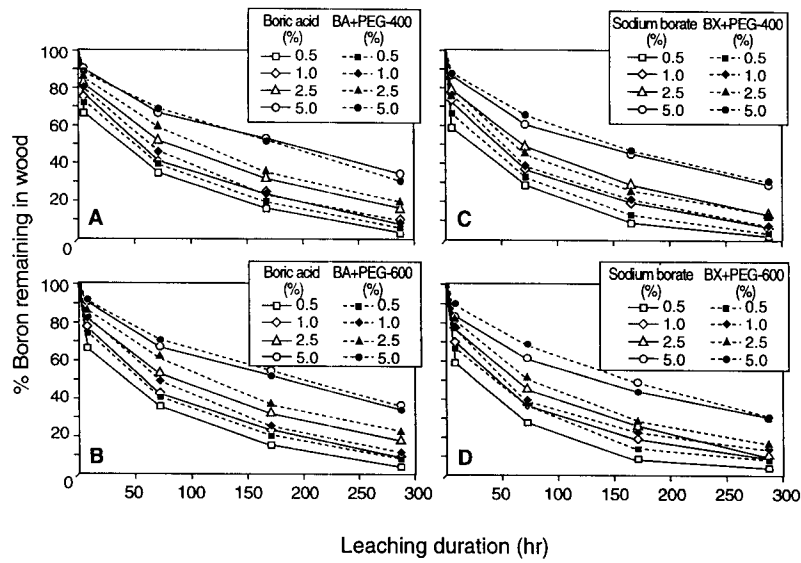 Boric acid BA+PEG-400
(%) (%)
0.5 0.5
1.0 1.0
2.5 2.5
5.0 5.0
Sodium borate BX+PEG-400
(%) (%)
0.5 0.5
1.0 1.0
2.5 2.5
5.0 5.0
100
80
60
40
20
0
A
C
Boric acid BA+PEG-600
(%) (%)
0.5 0.5
1.0 1.0
2.5 2.5
5.0 5.0
Sodium borate BX+PEG-600
(%) (%)
0.5 0.5
1.0 1.0
2.5 2.5
5.0 5.0
100
80
60
40
20
0
B
D
50 100 150 200 250 300 50 100 150 200 250 300
% Boron remaining in wood
Leaching duration (hr)